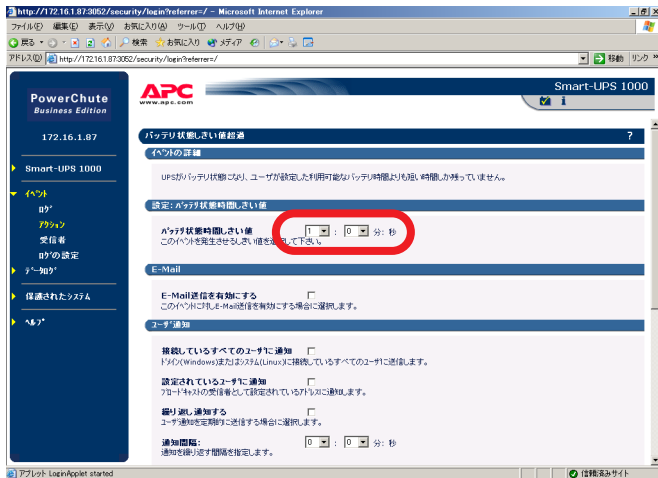 http://172.16.1.87:3052/security/login?referrer=/ - Microsoft Internet Explorer
ファイル(F) 編集(E) 表示(V) お気に入り(A) ツール(T) ヘルプ(H)
戻る 検索 お気に入り メディア
アドレス(D) http://172.16.1.87:3052/security/login?referrer=/ 移動 リンク »
PowerChute
Business Edition
APC
www.apc.com
Smart-UPS 1000
172.16.1.87
バッテリ状態しきい値超過 ?
イベントの詳細
Smart-UPS 1000
UPSがバッテリ状態になり、ユーザが設定した利用可能なバッテリ時間よりも短い時間しか残っていません。
イベント
ログ
アクション
受信者
ログの設定
データログ
保護されたシステム
ヘルプ
設定: バッテリ状態時間しきい値
バッテリ状態時間しきい値 1 : 0 分: 秒
このイベントを発生させるしきい値を選択して下さい。
E-Mail
E-Mail送信を有効にする
このイベントに対しE-Mail送信を有効にする場合に選択します。
ユーザ通知
接続しているすべてのユーザに通知
ドメイン(Windows)またはシステム(Linux)に接続しているすべてのユーザに送信します。
設定されているユーザに通知
ブロードキャストの受信者として設定されているアドレスに通知します。
繰り返し通知する
ユーザ通知を定期的に送信する場合に選択します。
通知間隔: 0 : 0 分: 秒
通知を繰り返す間隔を指定します。
アプレット LoginApplet started 信頼済みサイト